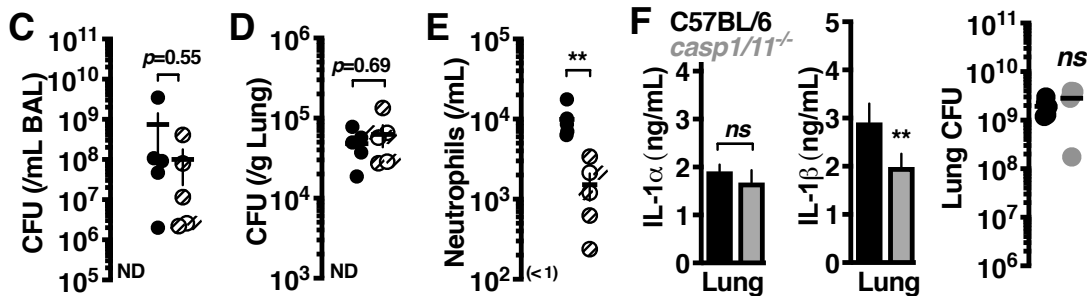 C
CFU (/mL BAL)
10¹¹
10¹⁰
10⁹
10⁸
10⁷
10⁶
10⁵
p=0.55
ND
D
CFU (/g Lung)
10⁶
10⁵
10⁴
10³
p=0.69
ND
E
Neutrophils (/mL)
10⁵
10⁴
10³
10²
**
(< 1)
F
C57BL/6
casp1/11⁻/⁻
IL-1α (ng/mL)
4
3
2
1
0
ns
Lung
IL-1β (ng/mL)
5
4
3
2
1
0
**
Lung
Lung CFU
10¹¹
10¹⁰
10⁹
10⁸
10⁷
10⁶
ns